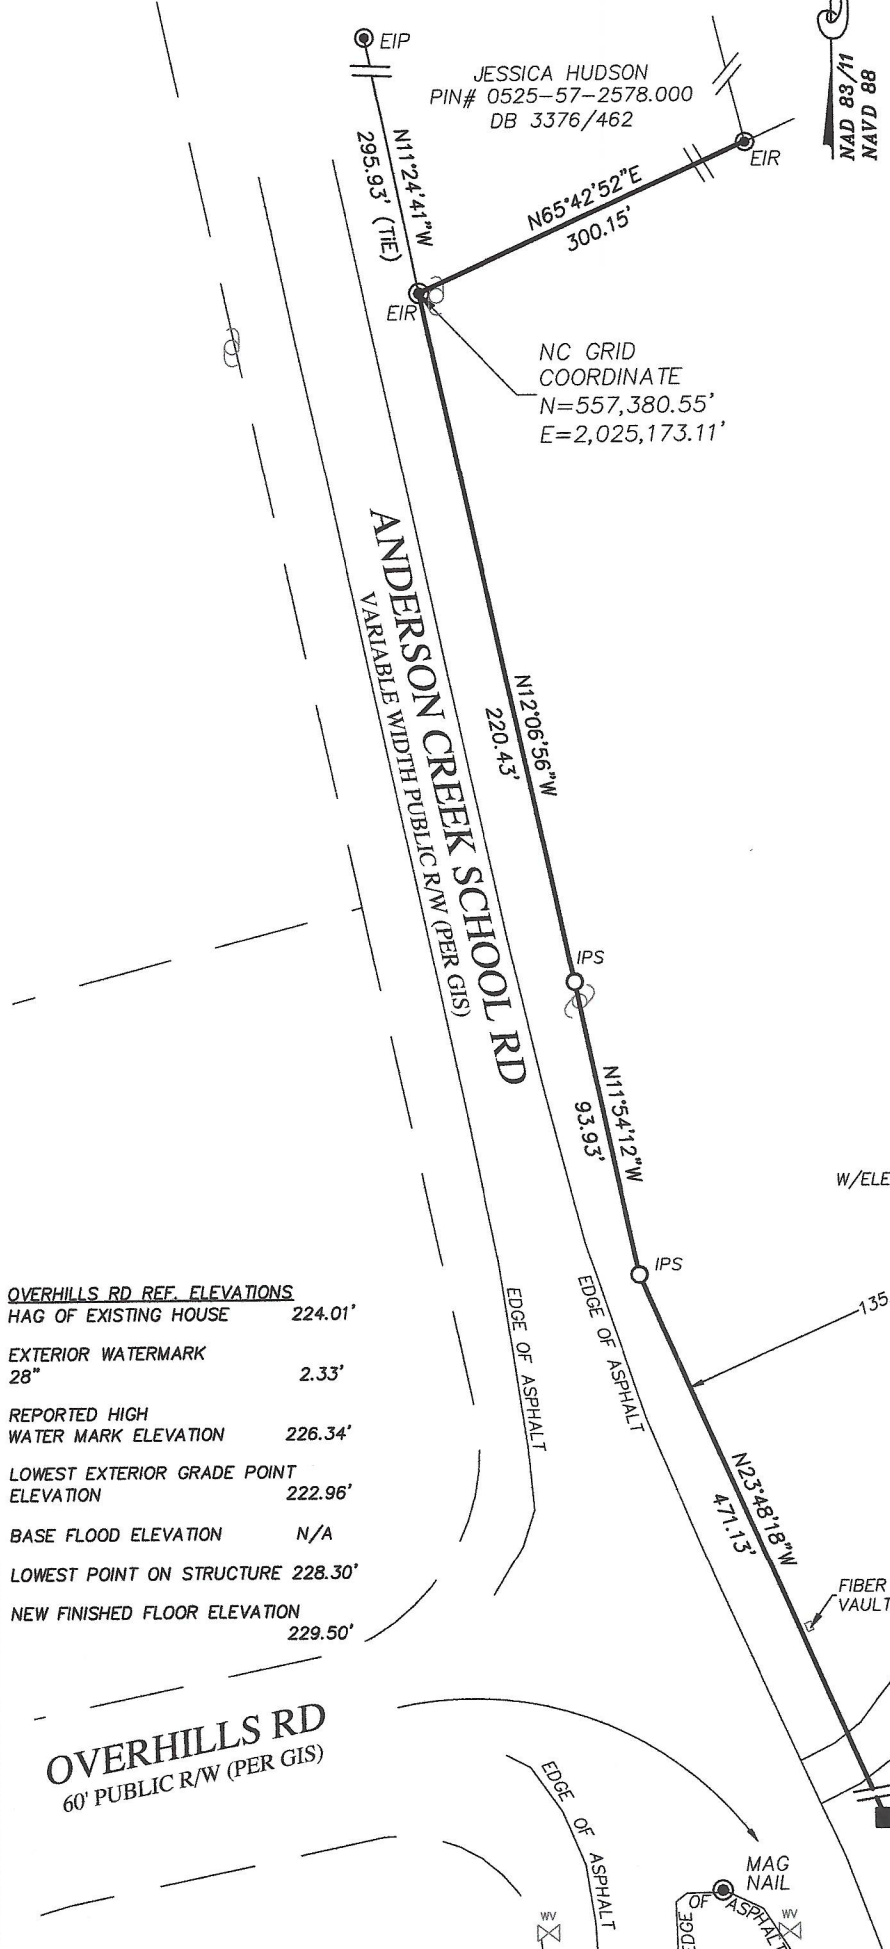 EIP
JESSICA HUDSON
PIN# 0525-57-2578.000
DB 3376/462
NAD 83/11
NAVD 88
EIR
N11°24'41"W
295.93' (TIE)
N65°42'52"E
300.15'
EIR
NC GRID
COORDINATE
N=557,380.55'
E=2,025,173.11'
ANDERSON CREEK SCHOOL RD
VARIABLE WIDTH PUBLIC R/W (PER GIS)
N12°06'56"W
220.43'
IPS
N11°54'12"W
93.93'
W/ELE
IPS
135
EDGE OF ASPHALT
EDGE OF ASPHALT
OVERHILLS RD REF. ELEVATIONS
HAG OF EXISTING HOUSE 224.01'
EXTERIOR WATERMARK
28" 2.33'
REPORTED HIGH
WATER MARK ELEVATION 226.34'
LOWEST EXTERIOR GRADE POINT
ELEVATION 222.96'
BASE FLOOD ELEVATION N/A
LOWEST POINT ON STRUCTURE 228.30'
NEW FINISHED FLOOR ELEVATION
229.50'
N23°48'18"W
471.13'
FIBER
VAULT
OVERHILLS RD
60' PUBLIC R/W (PER GIS)
EDGE OF ASPHALT
MAG
NAIL
WV
EDGE
OF ASPHALT
WV